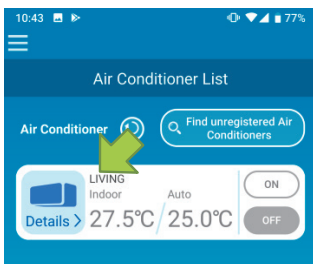 10:43 77%
Air Conditioner List
Air Conditioner Find unregistered Air
Conditioners
LIVING
Indoor Auto ON
Details > 27.5℃ / 25.0℃ OFF